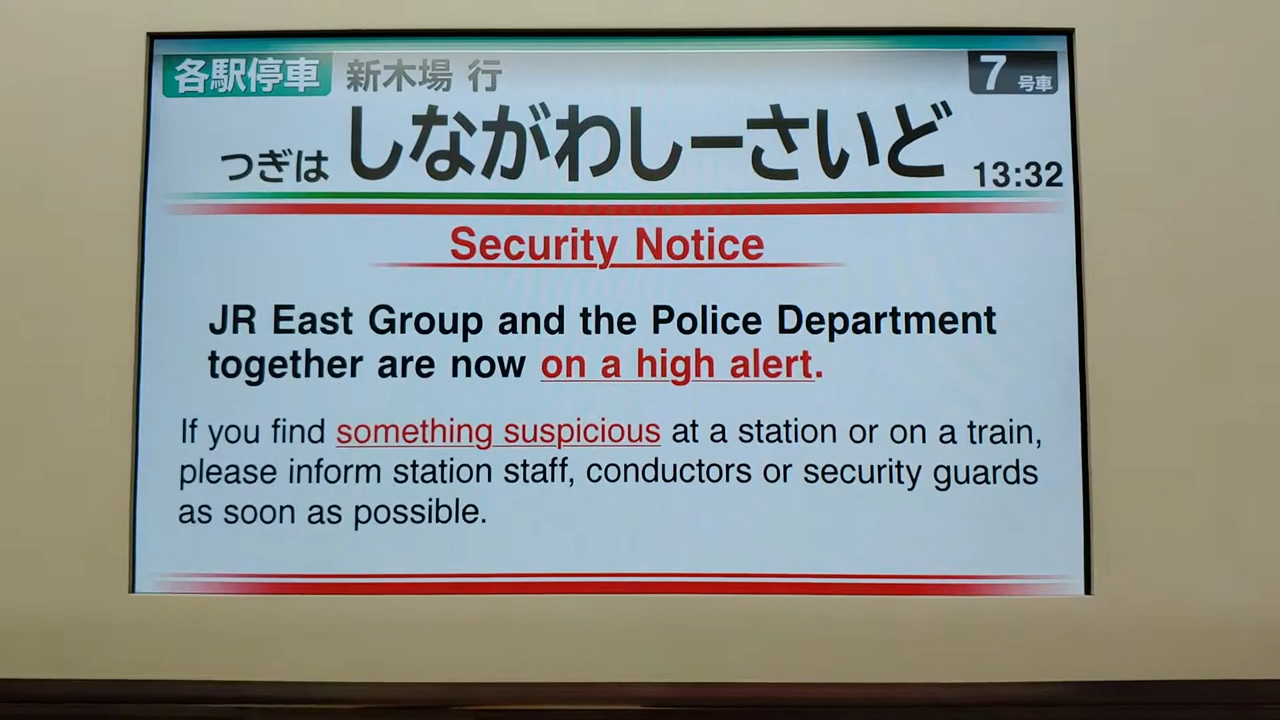 各駅停車 新木場 行 7号車
つぎは しながわしーさいど 13:32
Security Notice
JR East Group and the Police Department
together are now on a high alert.
If you find something suspicious at a station or on a train,
please inform station staff, conductors or security guards
as soon as possible.